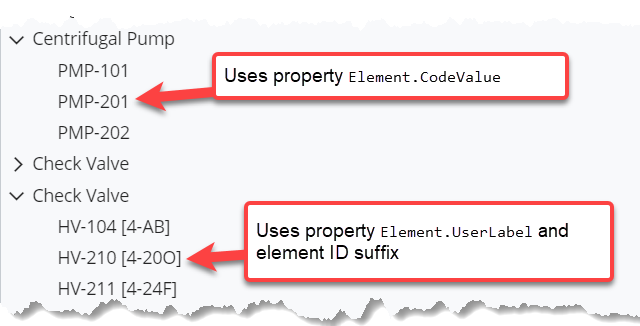 Centrifugal Pump
PMP-101
Uses property Element.CodeValue
PMP-201
PMP-202
Check Valve
Check Valve
HV-104 [4-AB]
Uses property Element.UserLabel and
element ID suffix
HV-210 [4-20O]
HV-211 [4-24F]